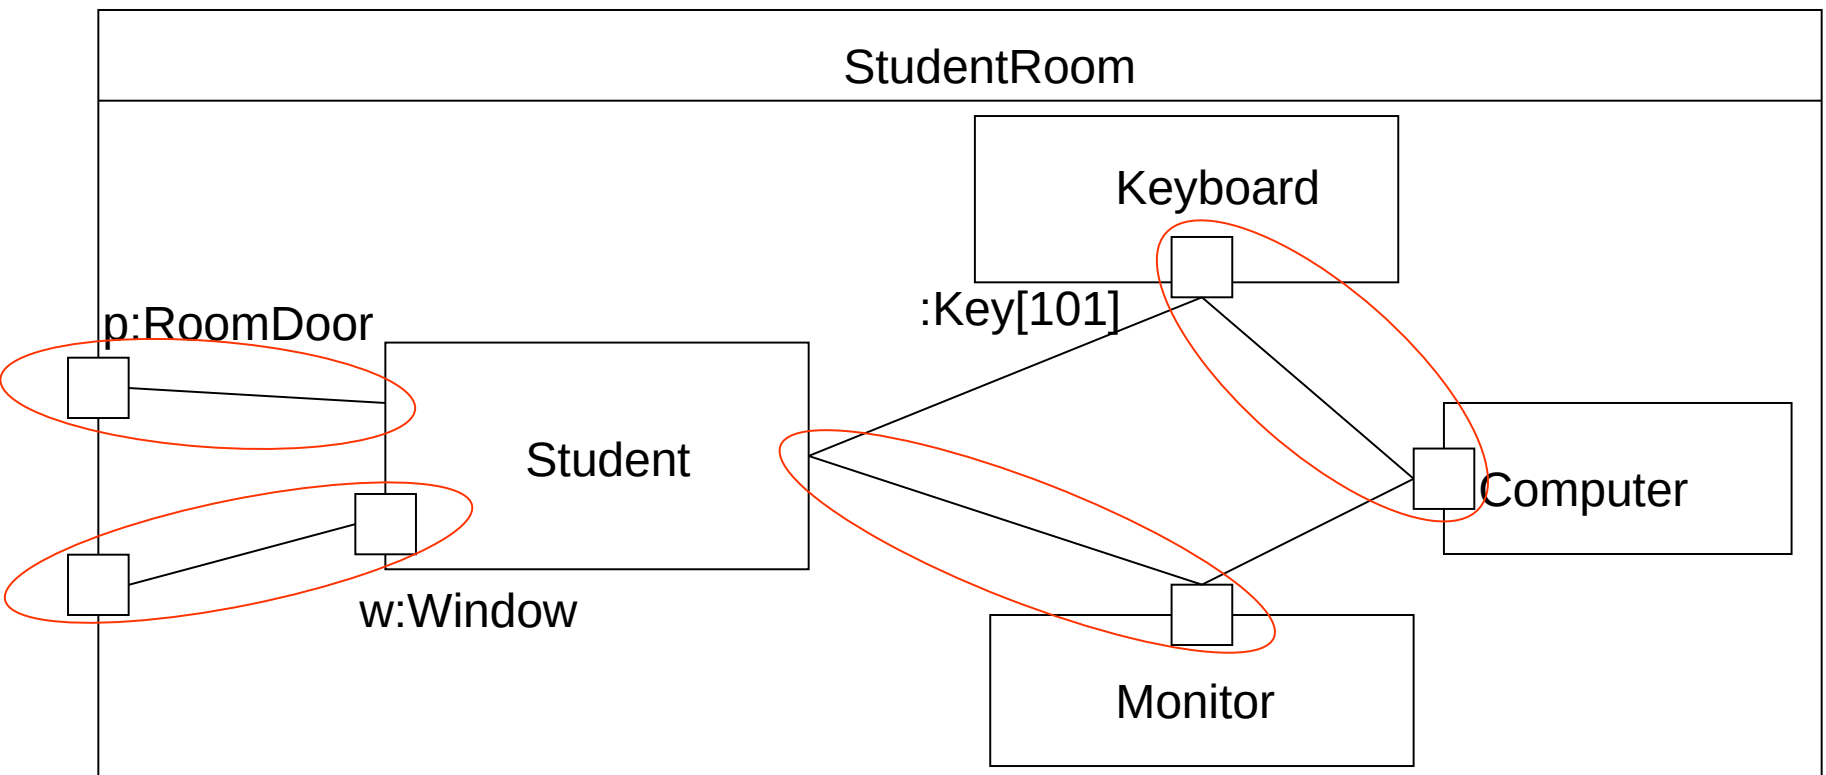 StudentRoom
Keyboard
:Key[101]
p:RoomDoor
Student
Computer
w:Window
Monitor